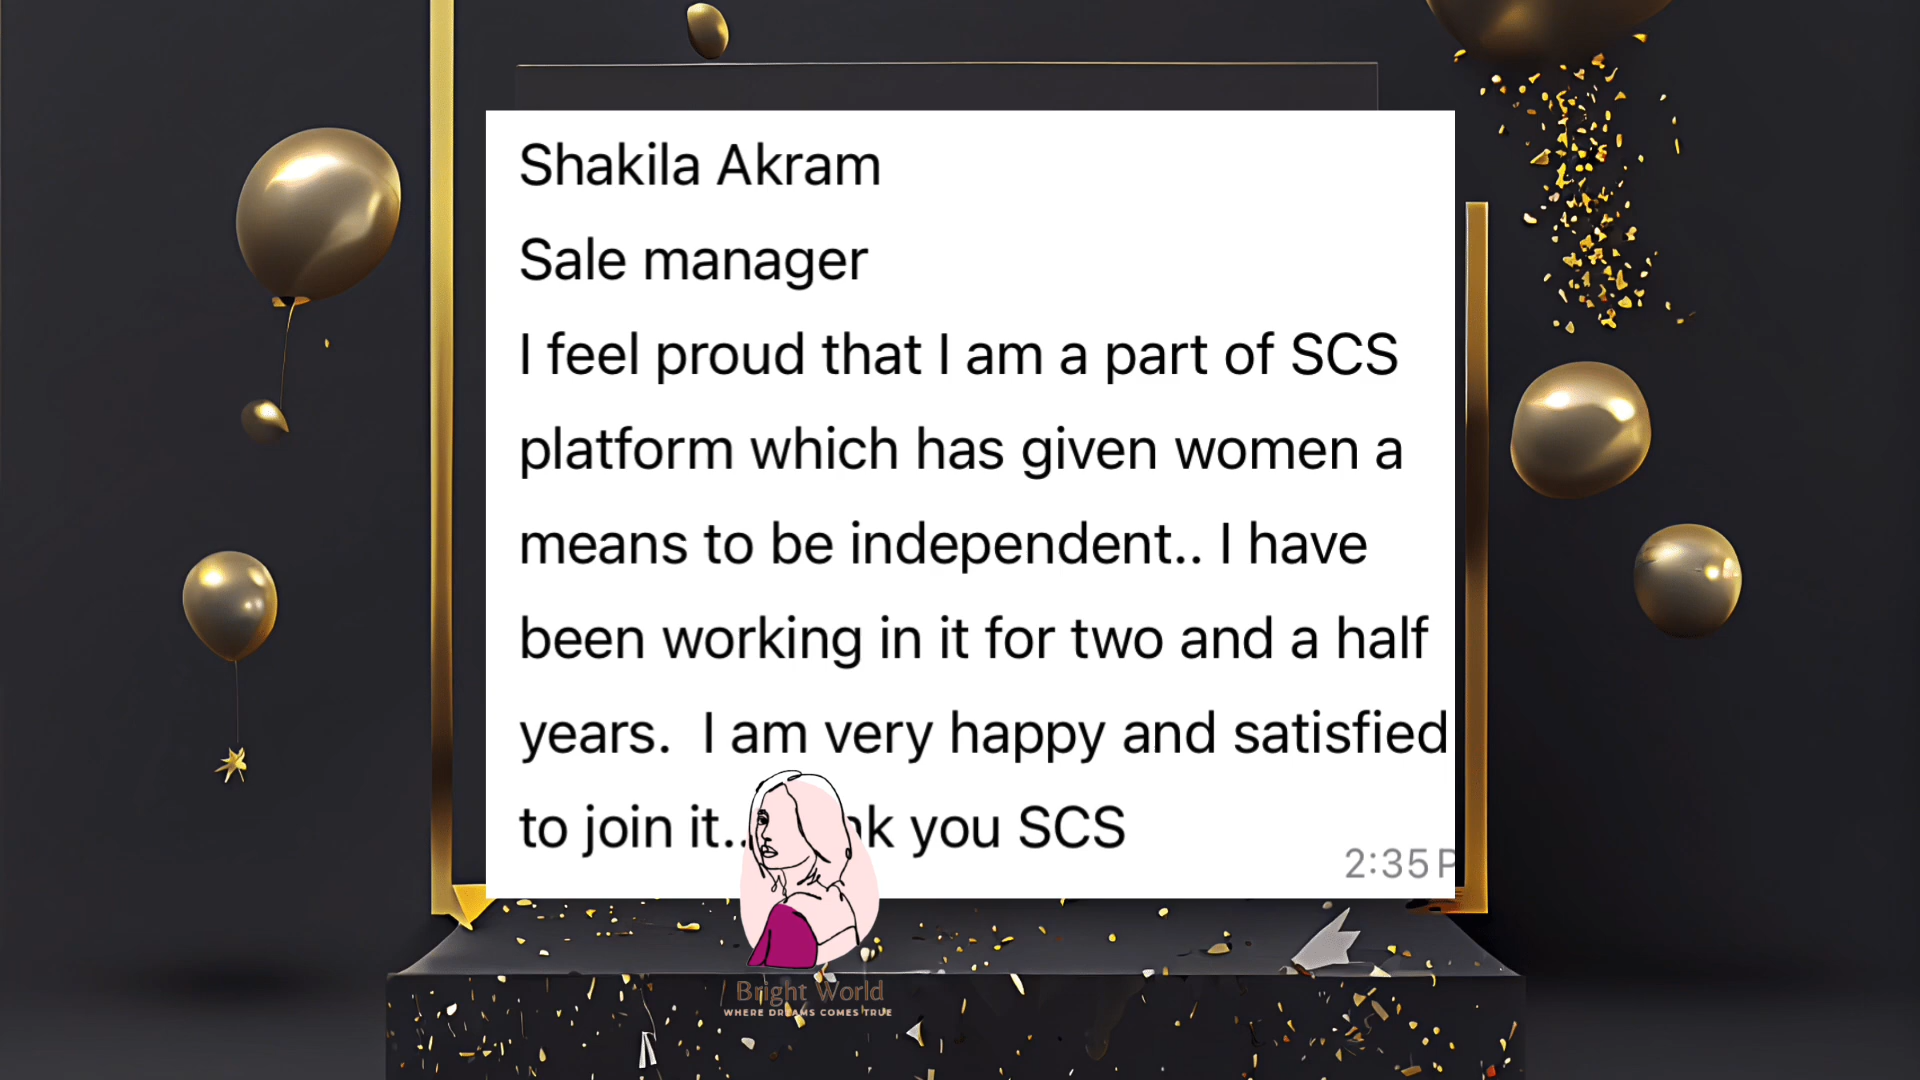 Shakila Akram
Sale manager
I feel proud that I am a part of SCS
platform which has given women a
means to be independent.. I have
been working in it for two and a half
years.  I am very happy and satisfied
to join it.. you SCS
2:35
Bright World
WHERE DREAMS COMES TRUE